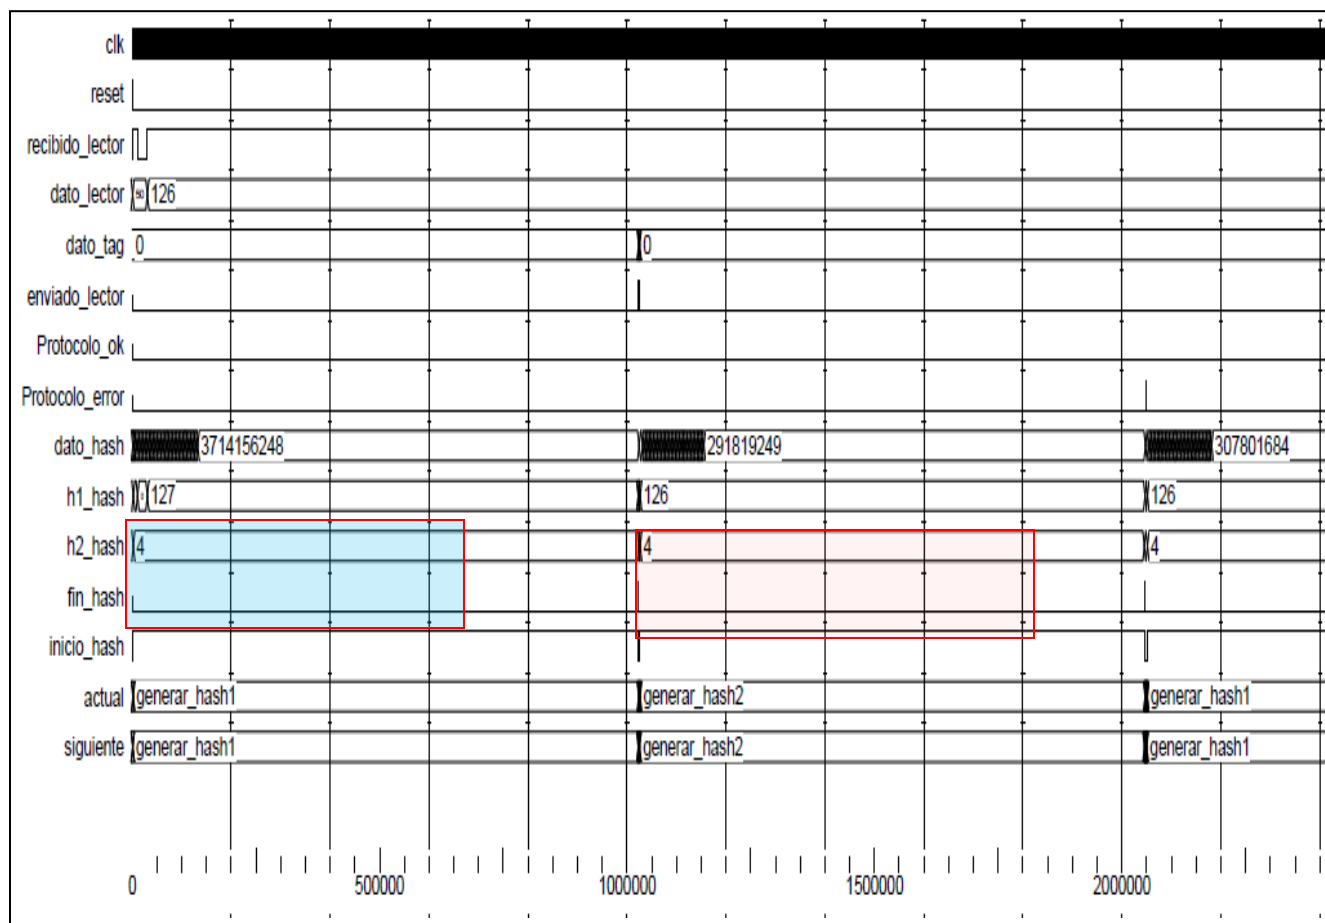 clk
reset
recibido_lector
dato_lector 126
dato_tag 0 0
enviado_lector
Protocolo_ok
Protocolo_error
dato_hash 3714156248 291819249 307801684
h1_hash 127 126 126
h2_hash 4 4 4
fin_hash
inicio_hash
actual generar_hash1 generar_hash2 generar_hash1
siguiente generar_hash1 generar_hash2 generar_hash1
0 500000 1000000 1500000 2000000